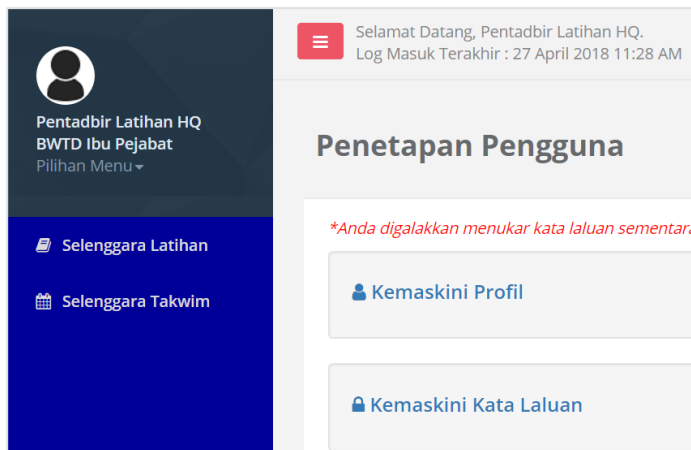 Selamat Datang, Pentadbir Latihan HQ.
Log Masuk Terakhir : 27 April 2018 11:28 AM
Pentadbir Latihan HQ
BWTD Ibu Pejabat
Pilihan Menu
Selenggara Latihan
Selenggara Takwim
Penetapan Pengguna
*Anda digalakkan menukar kata laluan sementara
Kemaskini Profil
Kemaskini Kata Laluan